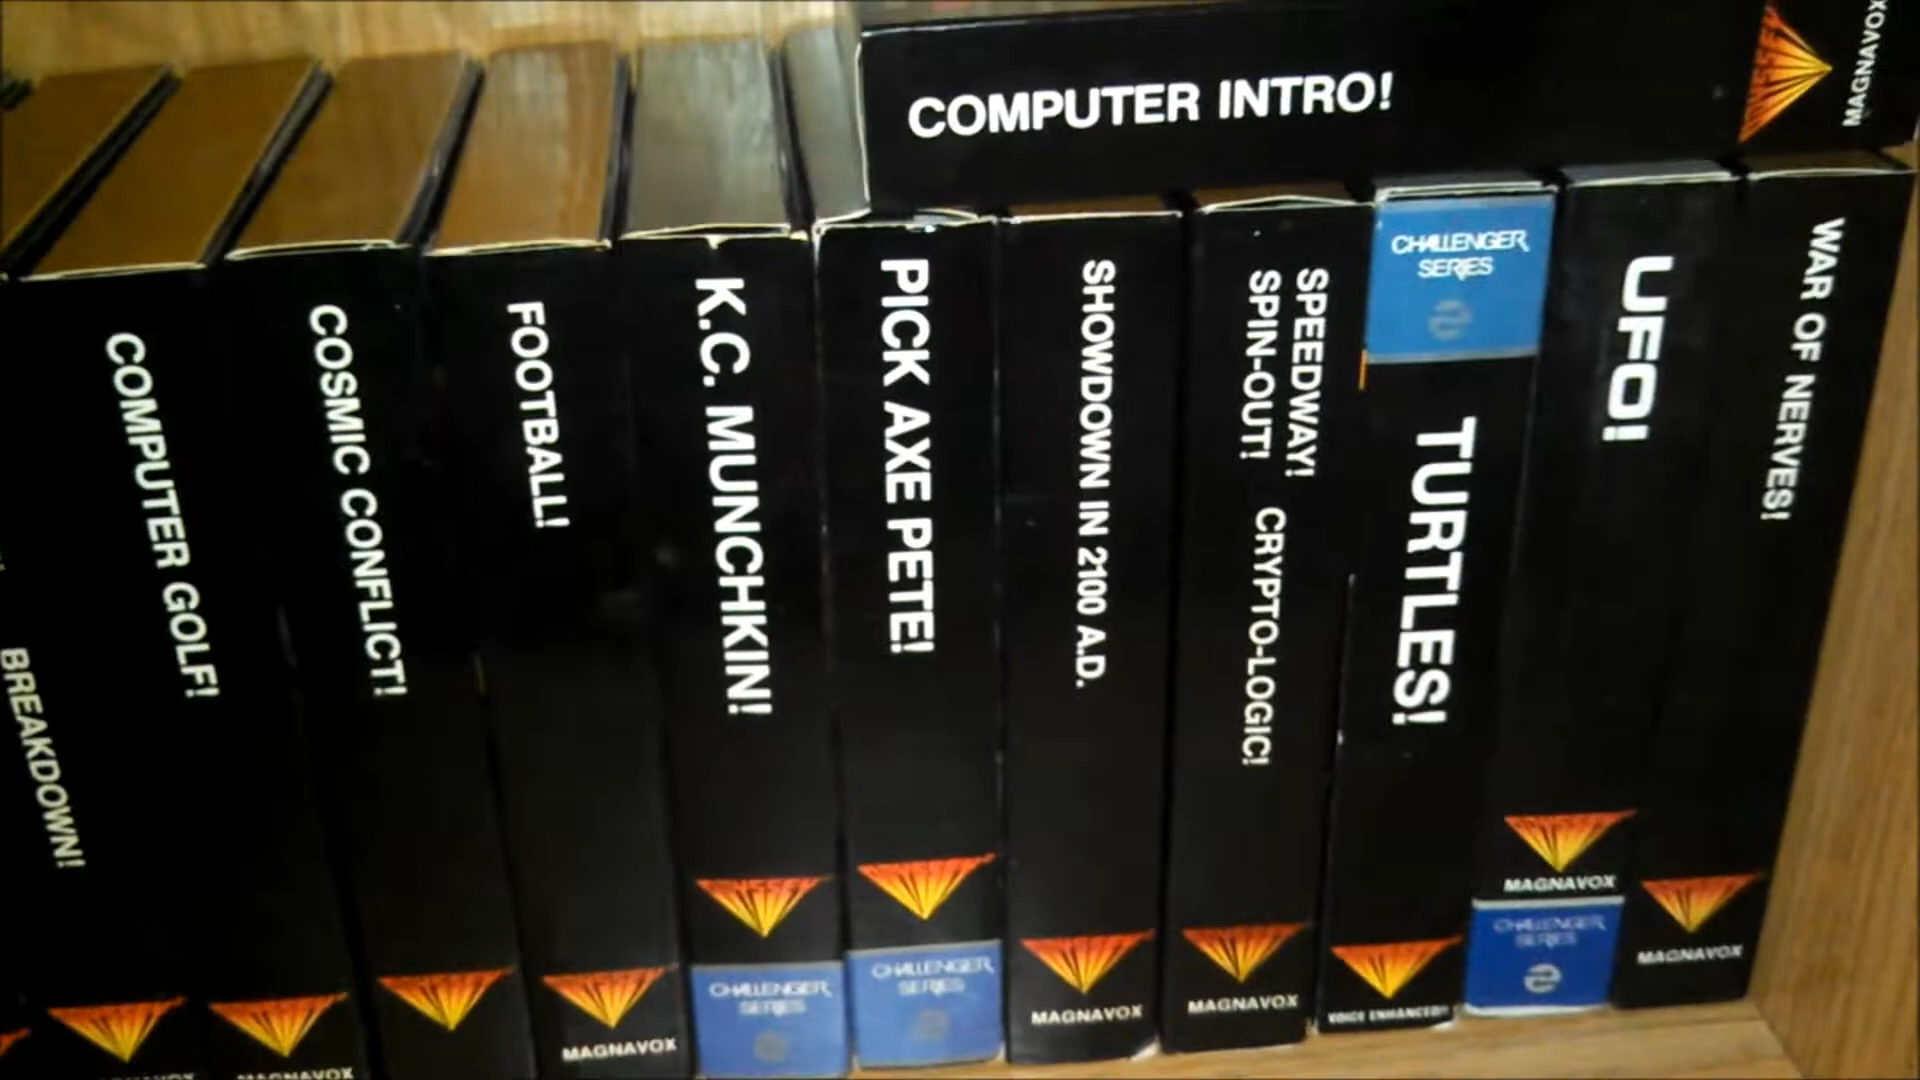 COMPUTER INTRO!
MAGNAVOX
BREAKDOWN!
COMPUTER GOLF!
MAGNAVOX
COSMIC CONFLICT!
FOOTBALL!
MAGNAVOX
K.C. MUNCHKIN!
CHALLENGER
SERIES
PICK AXE PETE!
CHALLENGER
SERIES
SHOWDOWN IN 2100 A.D.
MAGNAVOX
SPEEDWAY!
SPIN-OUT! CRYPTO-LOGIC!
MAGNAVOX
CHALLENGER
SERIES
TURTLES!
VOICE ENHANCED!!
UFO!
MAGNAVOX
CHALLENGER
SERIES
WAR OF NERVES!
MAGNAVOX